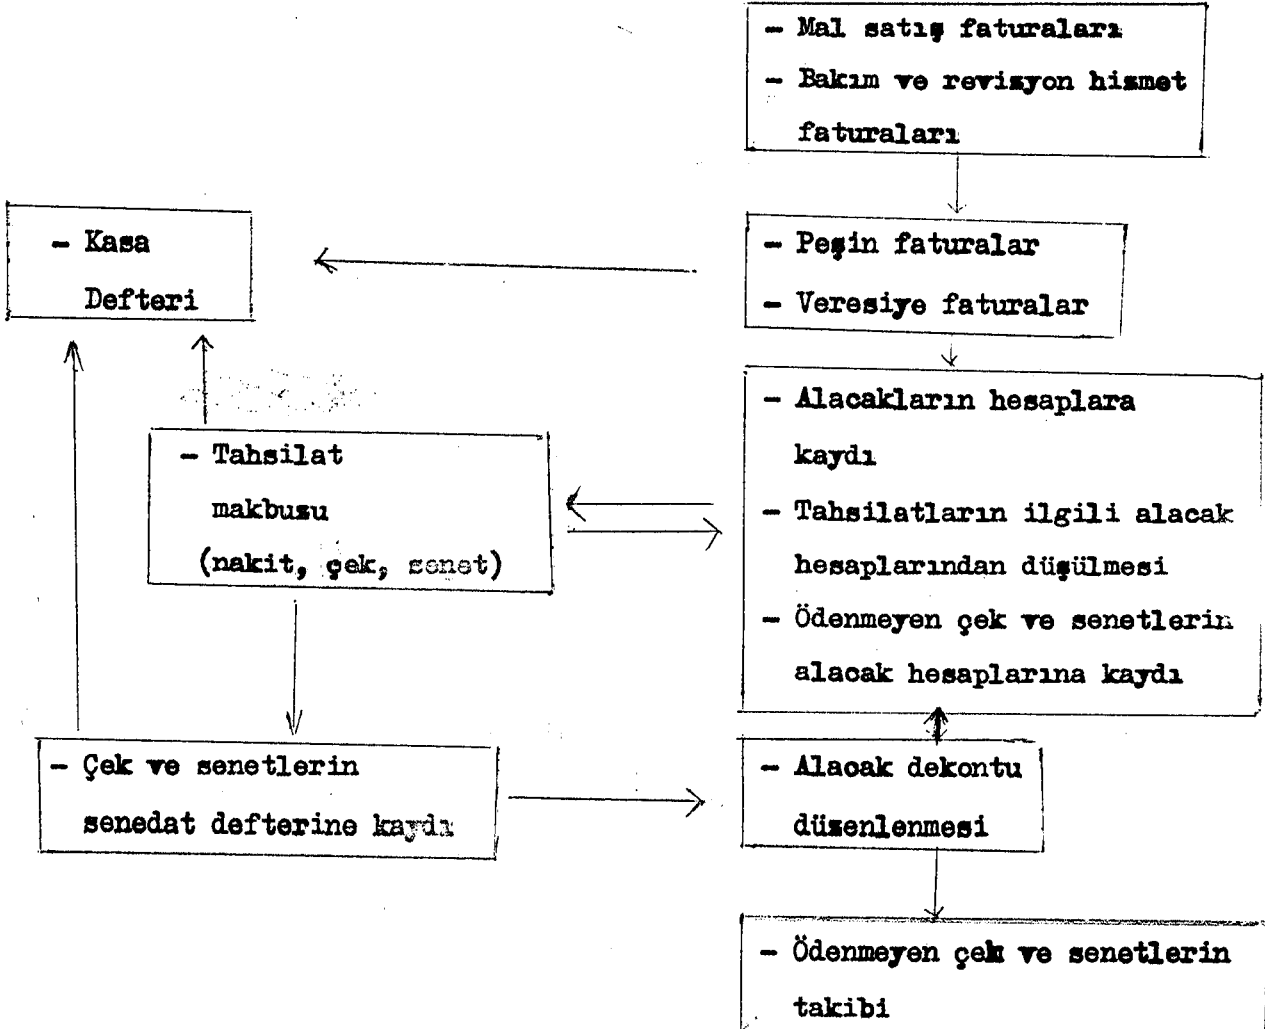 - Mal satış faturaları
- Bakım ve revizyon hizmet
faturaları
- Kasa
Defteri
- Peşin faturalar
- Veresiye faturalar
- Tahsilat
makbuzu
(nakit, çek, senet)
- Alacakların hesaplara
kaydı
- Tahsilatların ilgili alacak
hesaplarından düşülmesi
- Ödenmeyen çek ve senetlerin
alacak hesaplarına kaydı
- Çek ve senetlerin
senedat defterine kaydı
- Alacak dekontu
düzenlenmesi
- Ödenmeyen çek ve senetlerin
takibi